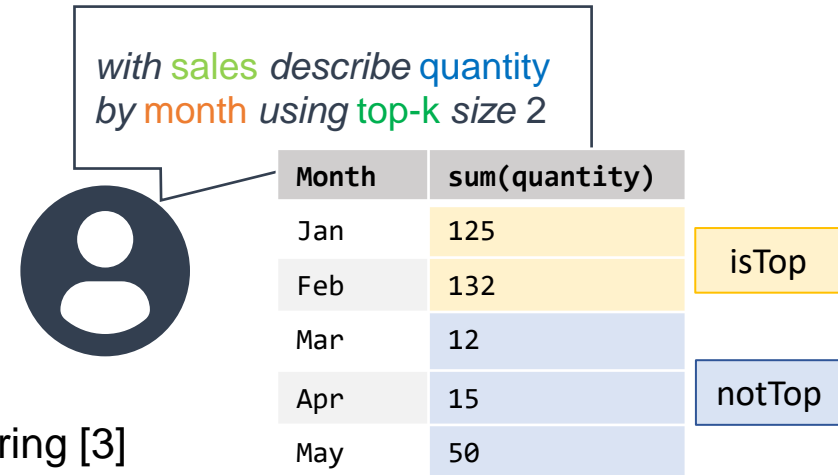 with sales describe quantity
by month using top-k size 2
Month sum(quantity)
Jan 125
Feb 132
Mar 12
Apr 15
May 50
isTop
notTop
ring [3]